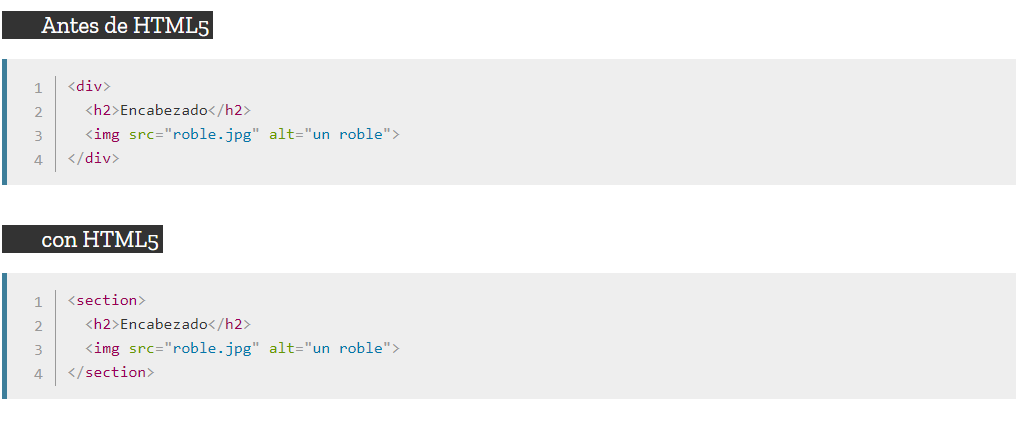 Antes de HTML5
1 <div>
2   <h2>Encabezado</h2>
3   <img src="roble.jpg" alt="un roble">
4 </div>
con HTML5
1 <section>
2   <h2>Encabezado</h2>
3   <img src="roble.jpg" alt="un roble">
4 </section>